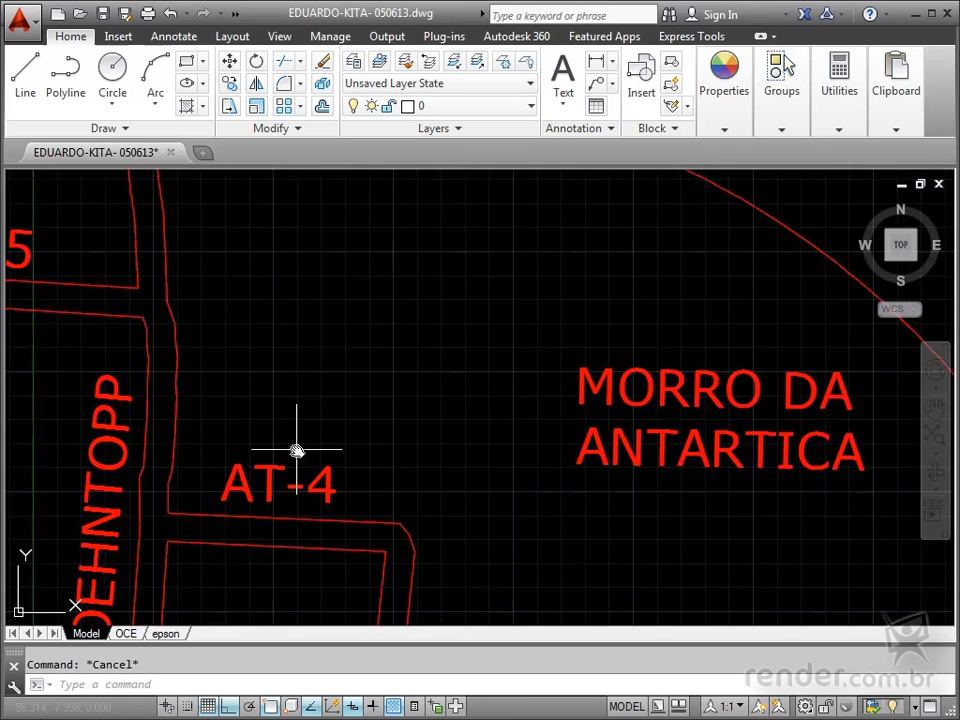 EDUARDO-KITA- 050613.dwg
Type a keyword or phrase
Sign In
Home Insert Annotate Layout View Manage Output Plug-ins Autodesk 360 Featured Apps Express Tools
Line Polyline Circle Arc
Unsaved Layer State
0
Text
Insert
Properties Groups Utilities Clipboard
Draw Modify Layers Annotation Block
EDUARDO-KITA- 050613*
5
N
W TOP E
S
WCS
MORRO DA
ANTARTICA
AT-4
DEHNTOPP
Y
X
Model OCE epson
Command: *Cancel*
Type a command
render.com.br
MODEL 1:1